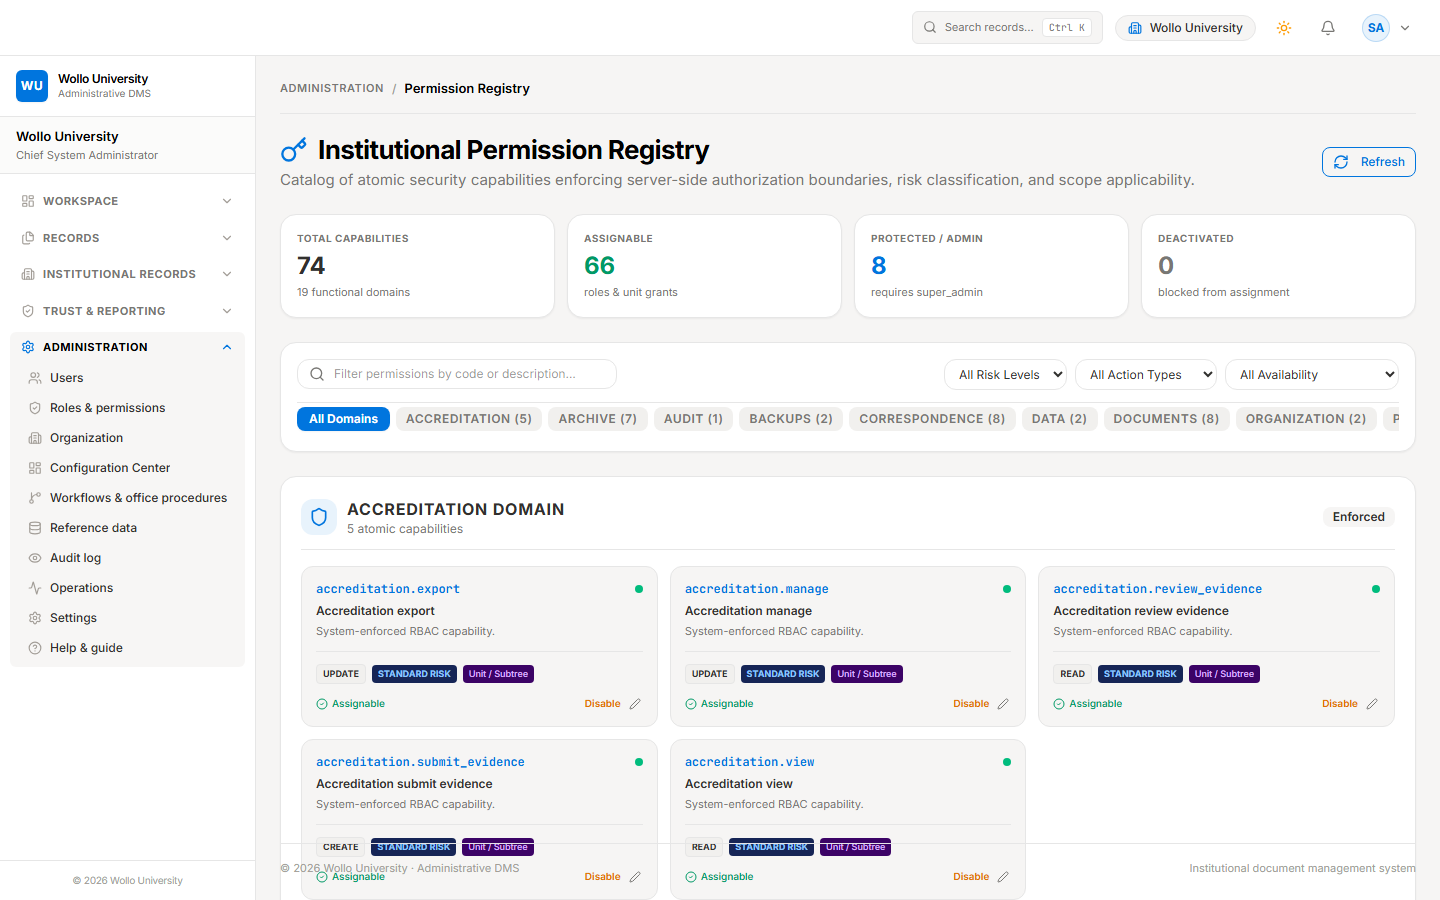 Search records...
Ctrl K
Wollo University
SA
WU
Wollo University
Administrative DMS
Wollo University
Chief System Administrator
WORKSPACE
RECORDS
INSTITUTIONAL RECORDS
TRUST & REPORTING
ADMINISTRATION
Users
Roles & permissions
Organization
Configuration Center
Workflows & office procedures
Reference data
Audit log
Operations
Settings
Help & guide
© 2026 Wollo University
ADMINISTRATION / Permission Registry
Institutional Permission Registry
Catalog of atomic security capabilities enforcing server-side authorization boundaries, risk classification, and scope applicability.
Refresh
TOTAL CAPABILITIES
74
19 functional domains
ASSIGNABLE
66
roles & unit grants
PROTECTED / ADMIN
8
requires super_admin
DEACTIVATED
0
blocked from assignment
Filter permissions by code or description...
All Risk Levels
All Action Types
All Availability
All Domains
ACCREDITATION (5)
ARCHIVE (7)
AUDIT (1)
BACKUPS (2)
CORRESPONDENCE (8)
DATA (2)
DOCUMENTS (8)
ORGANIZATION (2)
ACCREDITATION DOMAIN
5 atomic capabilities
Enforced
accreditation.export
Accreditation export
System-enforced RBAC capability.
UPDATE STANDARD RISK Unit / Subtree
Assignable Disable
accreditation.manage
Accreditation manage
System-enforced RBAC capability.
UPDATE STANDARD RISK Unit / Subtree
Assignable Disable
accreditation.review_evidence
Accreditation review evidence
System-enforced RBAC capability.
READ STANDARD RISK Unit / Subtree
Assignable Disable
accreditation.submit_evidence
Accreditation submit evidence
System-enforced RBAC capability.
CREATE STANDARD RISK Unit / Subtree
Assignable Disable
accreditation.view
Accreditation view
System-enforced RBAC capability.
READ STANDARD RISK Unit / Subtree
Assignable Disable
© 2026 Wollo University · Administrative DMS
Institutional document management system